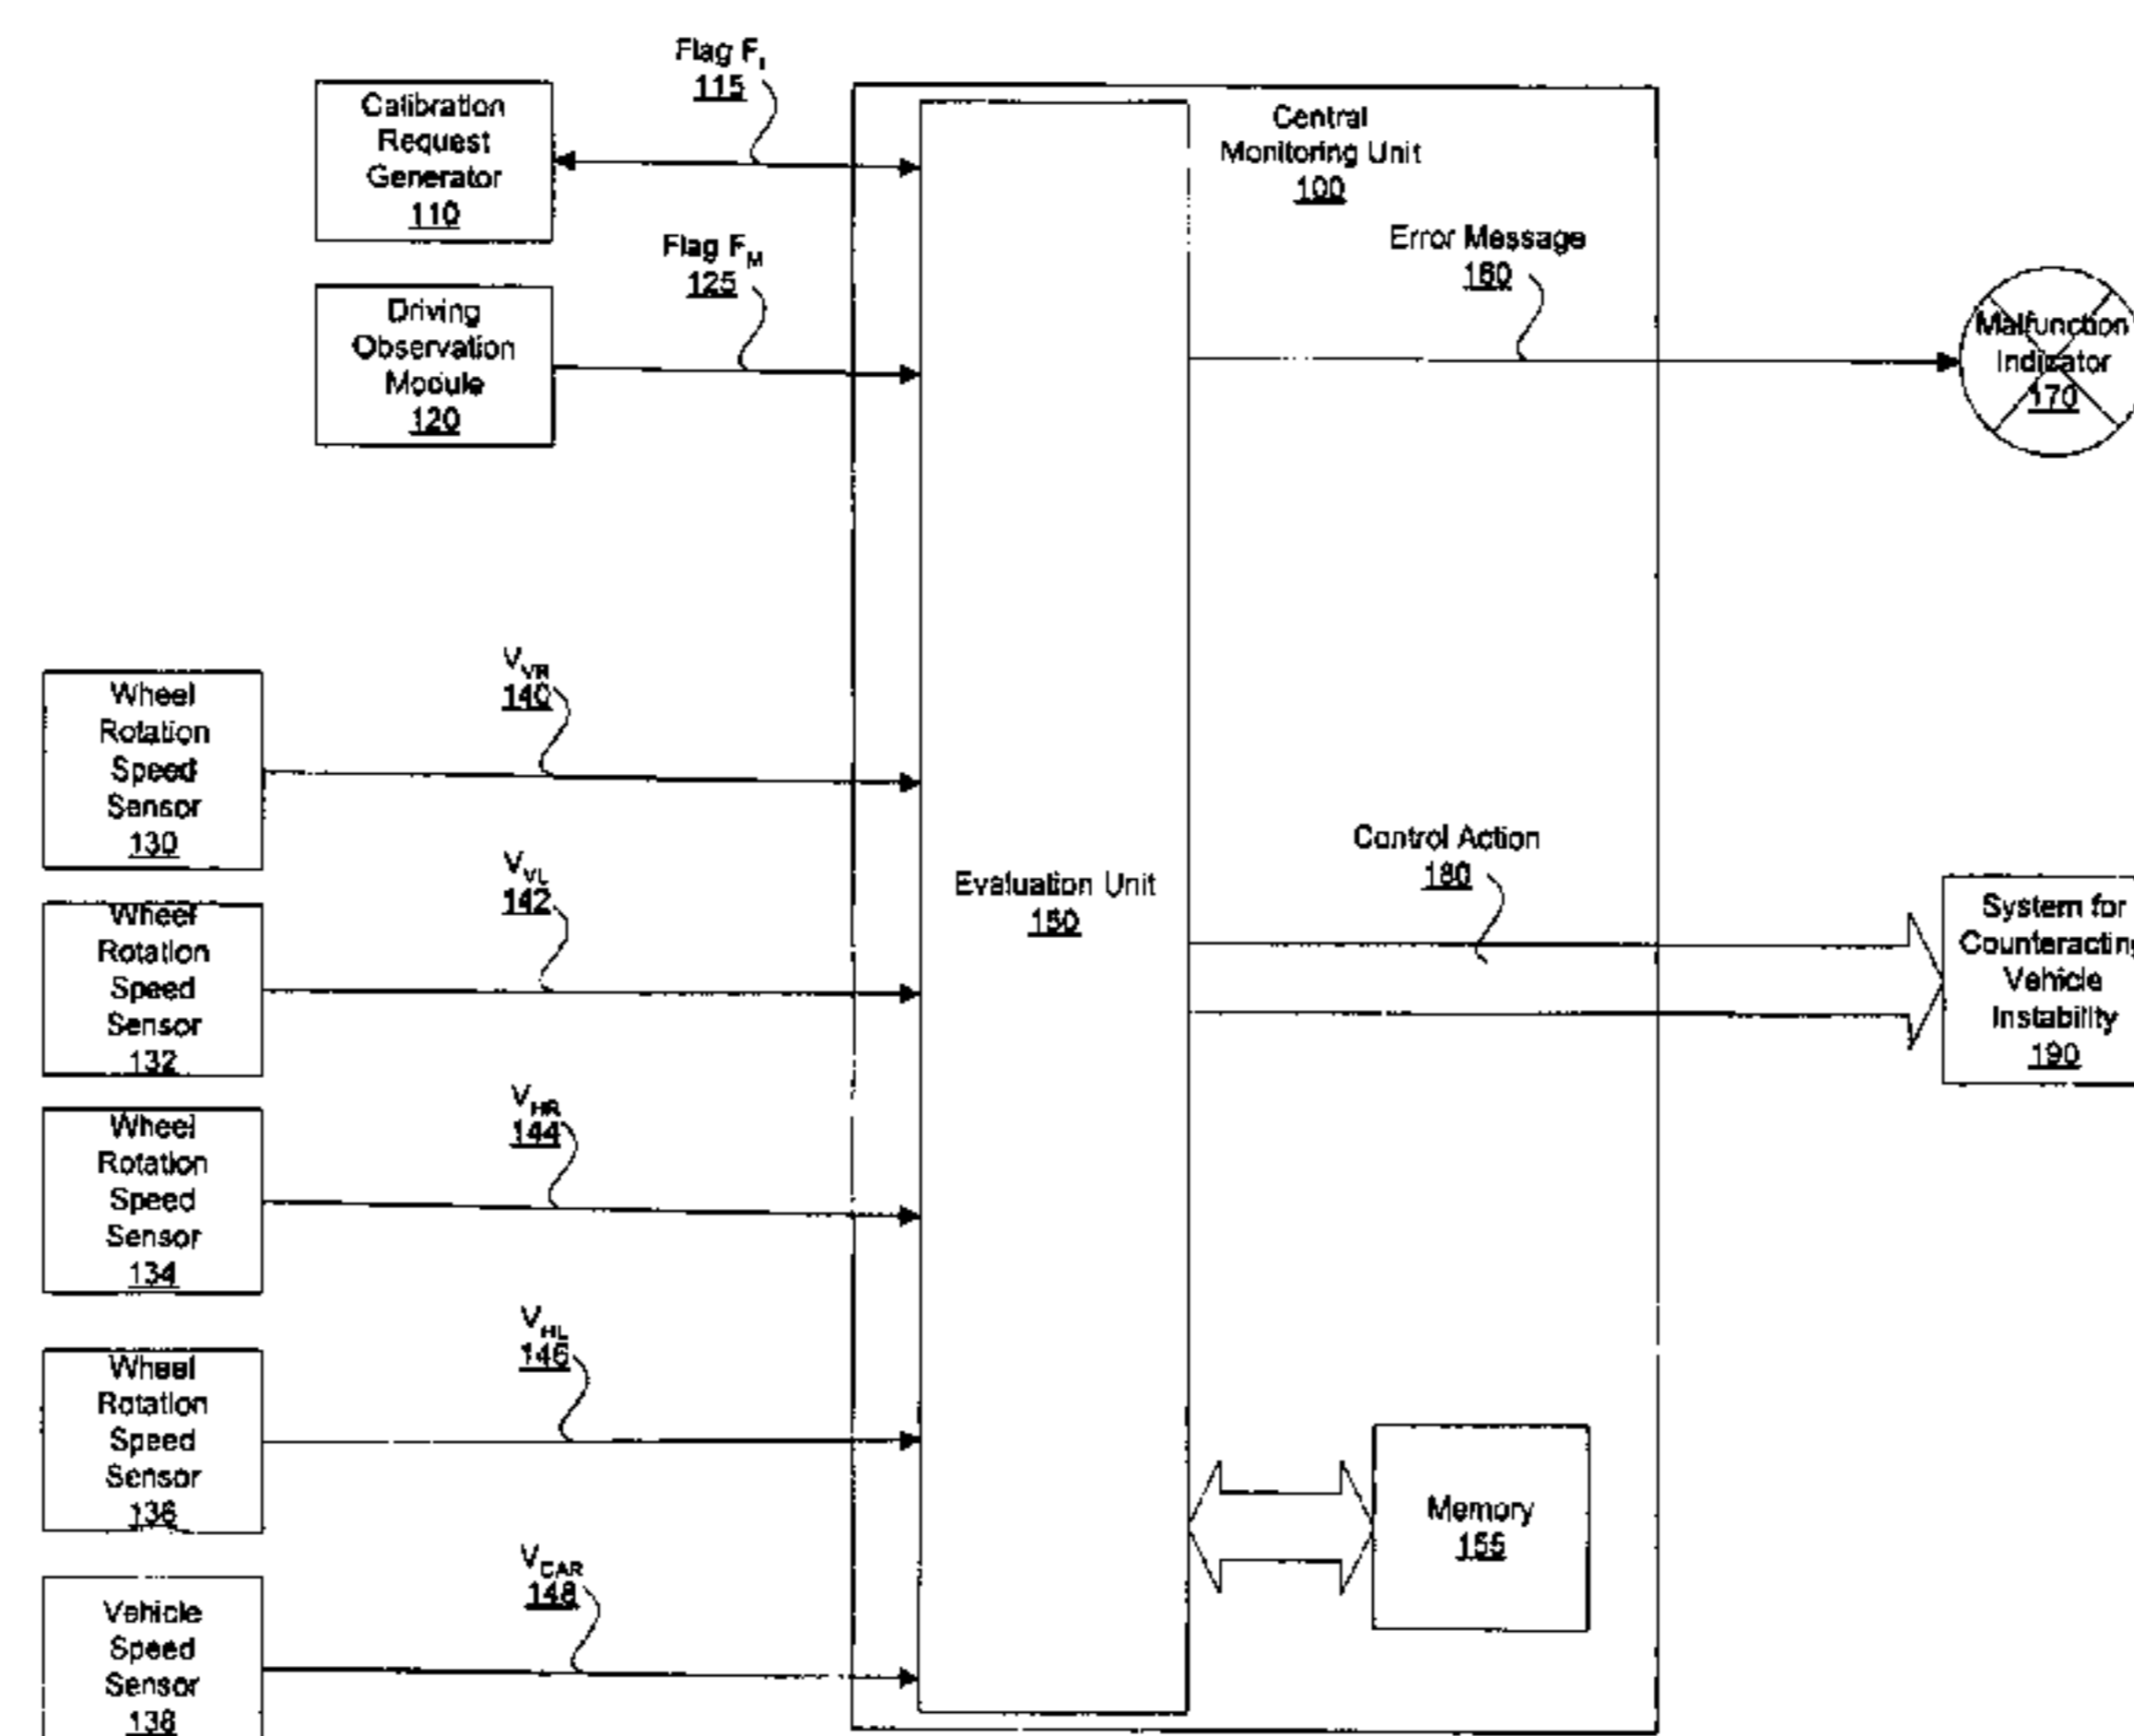 Flag F_I
115
Calibration
Request
Generator
110
Central
Monitoring Unit
100
Flag F_M
125
Driving
Observation
Module
120
Error Message
160
Malfunction
Indicator
170
Wheel
Rotation
Speed
Sensor
130
V_VR
140
Wheel
Rotation
Speed
Sensor
132
V_VL
142
Evaluation Unit
150
Control Action
180
System for
Counteracting
Vehicle
Instability
190
Wheel
Rotation
Speed
Sensor
134
V_HR
144
Wheel
Rotation
Speed
Sensor
136
V_HL
146
Memory
155
Vehicle
Speed
Sensor
138
V_CAR
148